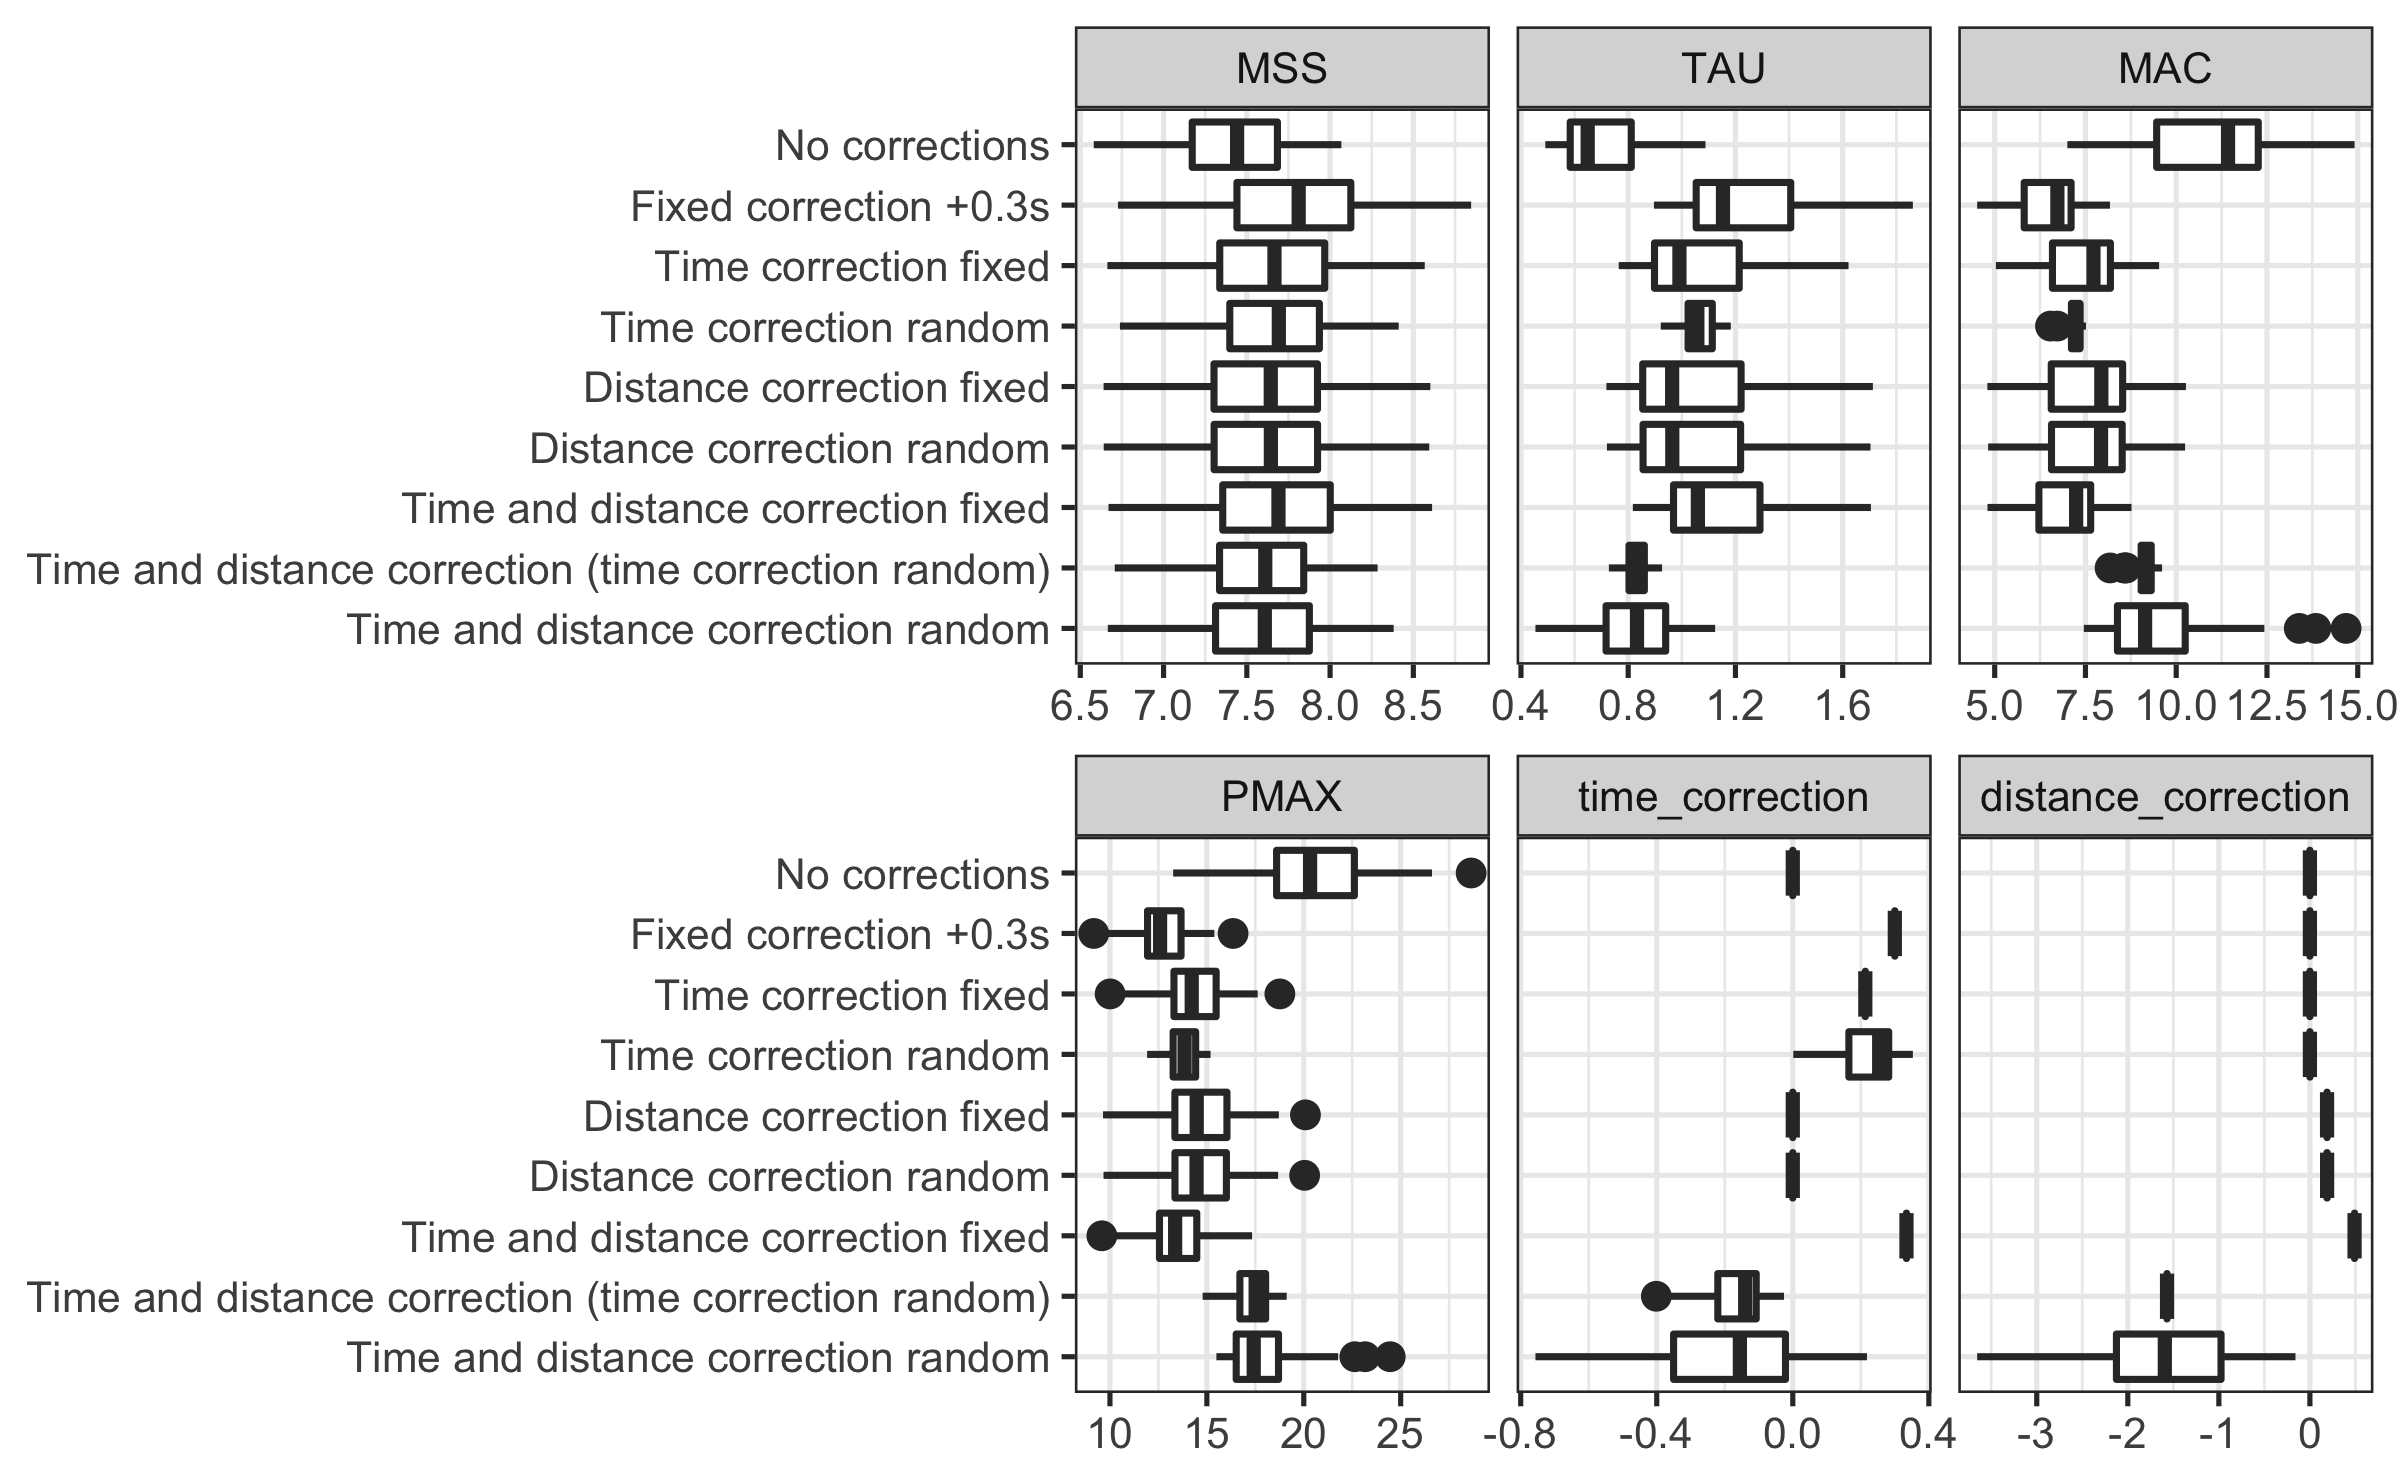 MSS TAU MAC
No corrections
Fixed correction +0.3s
Time correction fixed
Time correction random
Distance correction fixed
Distance correction random
Time and distance correction fixed
Time and distance correction (time correction random)
Time and distance correction random
6.5 7.0 7.5 8.0 8.5 0.4 0.8 1.2 1.6 5.0 7.5 10.0 12.5 15.0
PMAX time_correction distance_correction
No corrections
Fixed correction +0.3s
Time correction fixed
Time correction random
Distance correction fixed
Distance correction random
Time and distance correction fixed
Time and distance correction (time correction random)
Time and distance correction random
10 15 20 25 -0.8 -0.4 0.0 0.4 -3 -2 -1 0